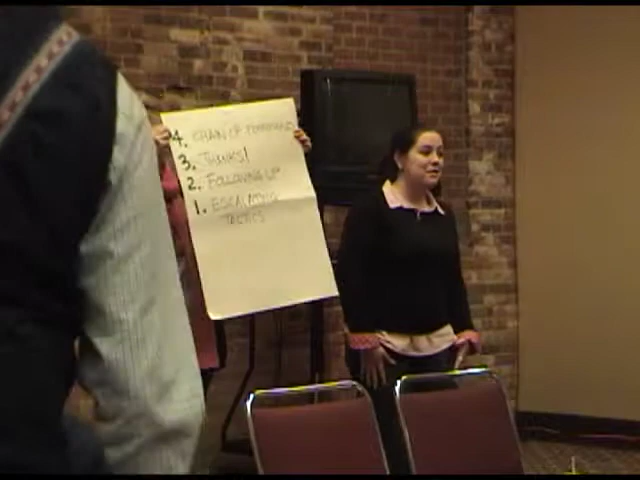 4. CHAIN OF COMMAND
3. THANKS!
2. FOLLOWING UP
1. ESCALATING
TACTICS